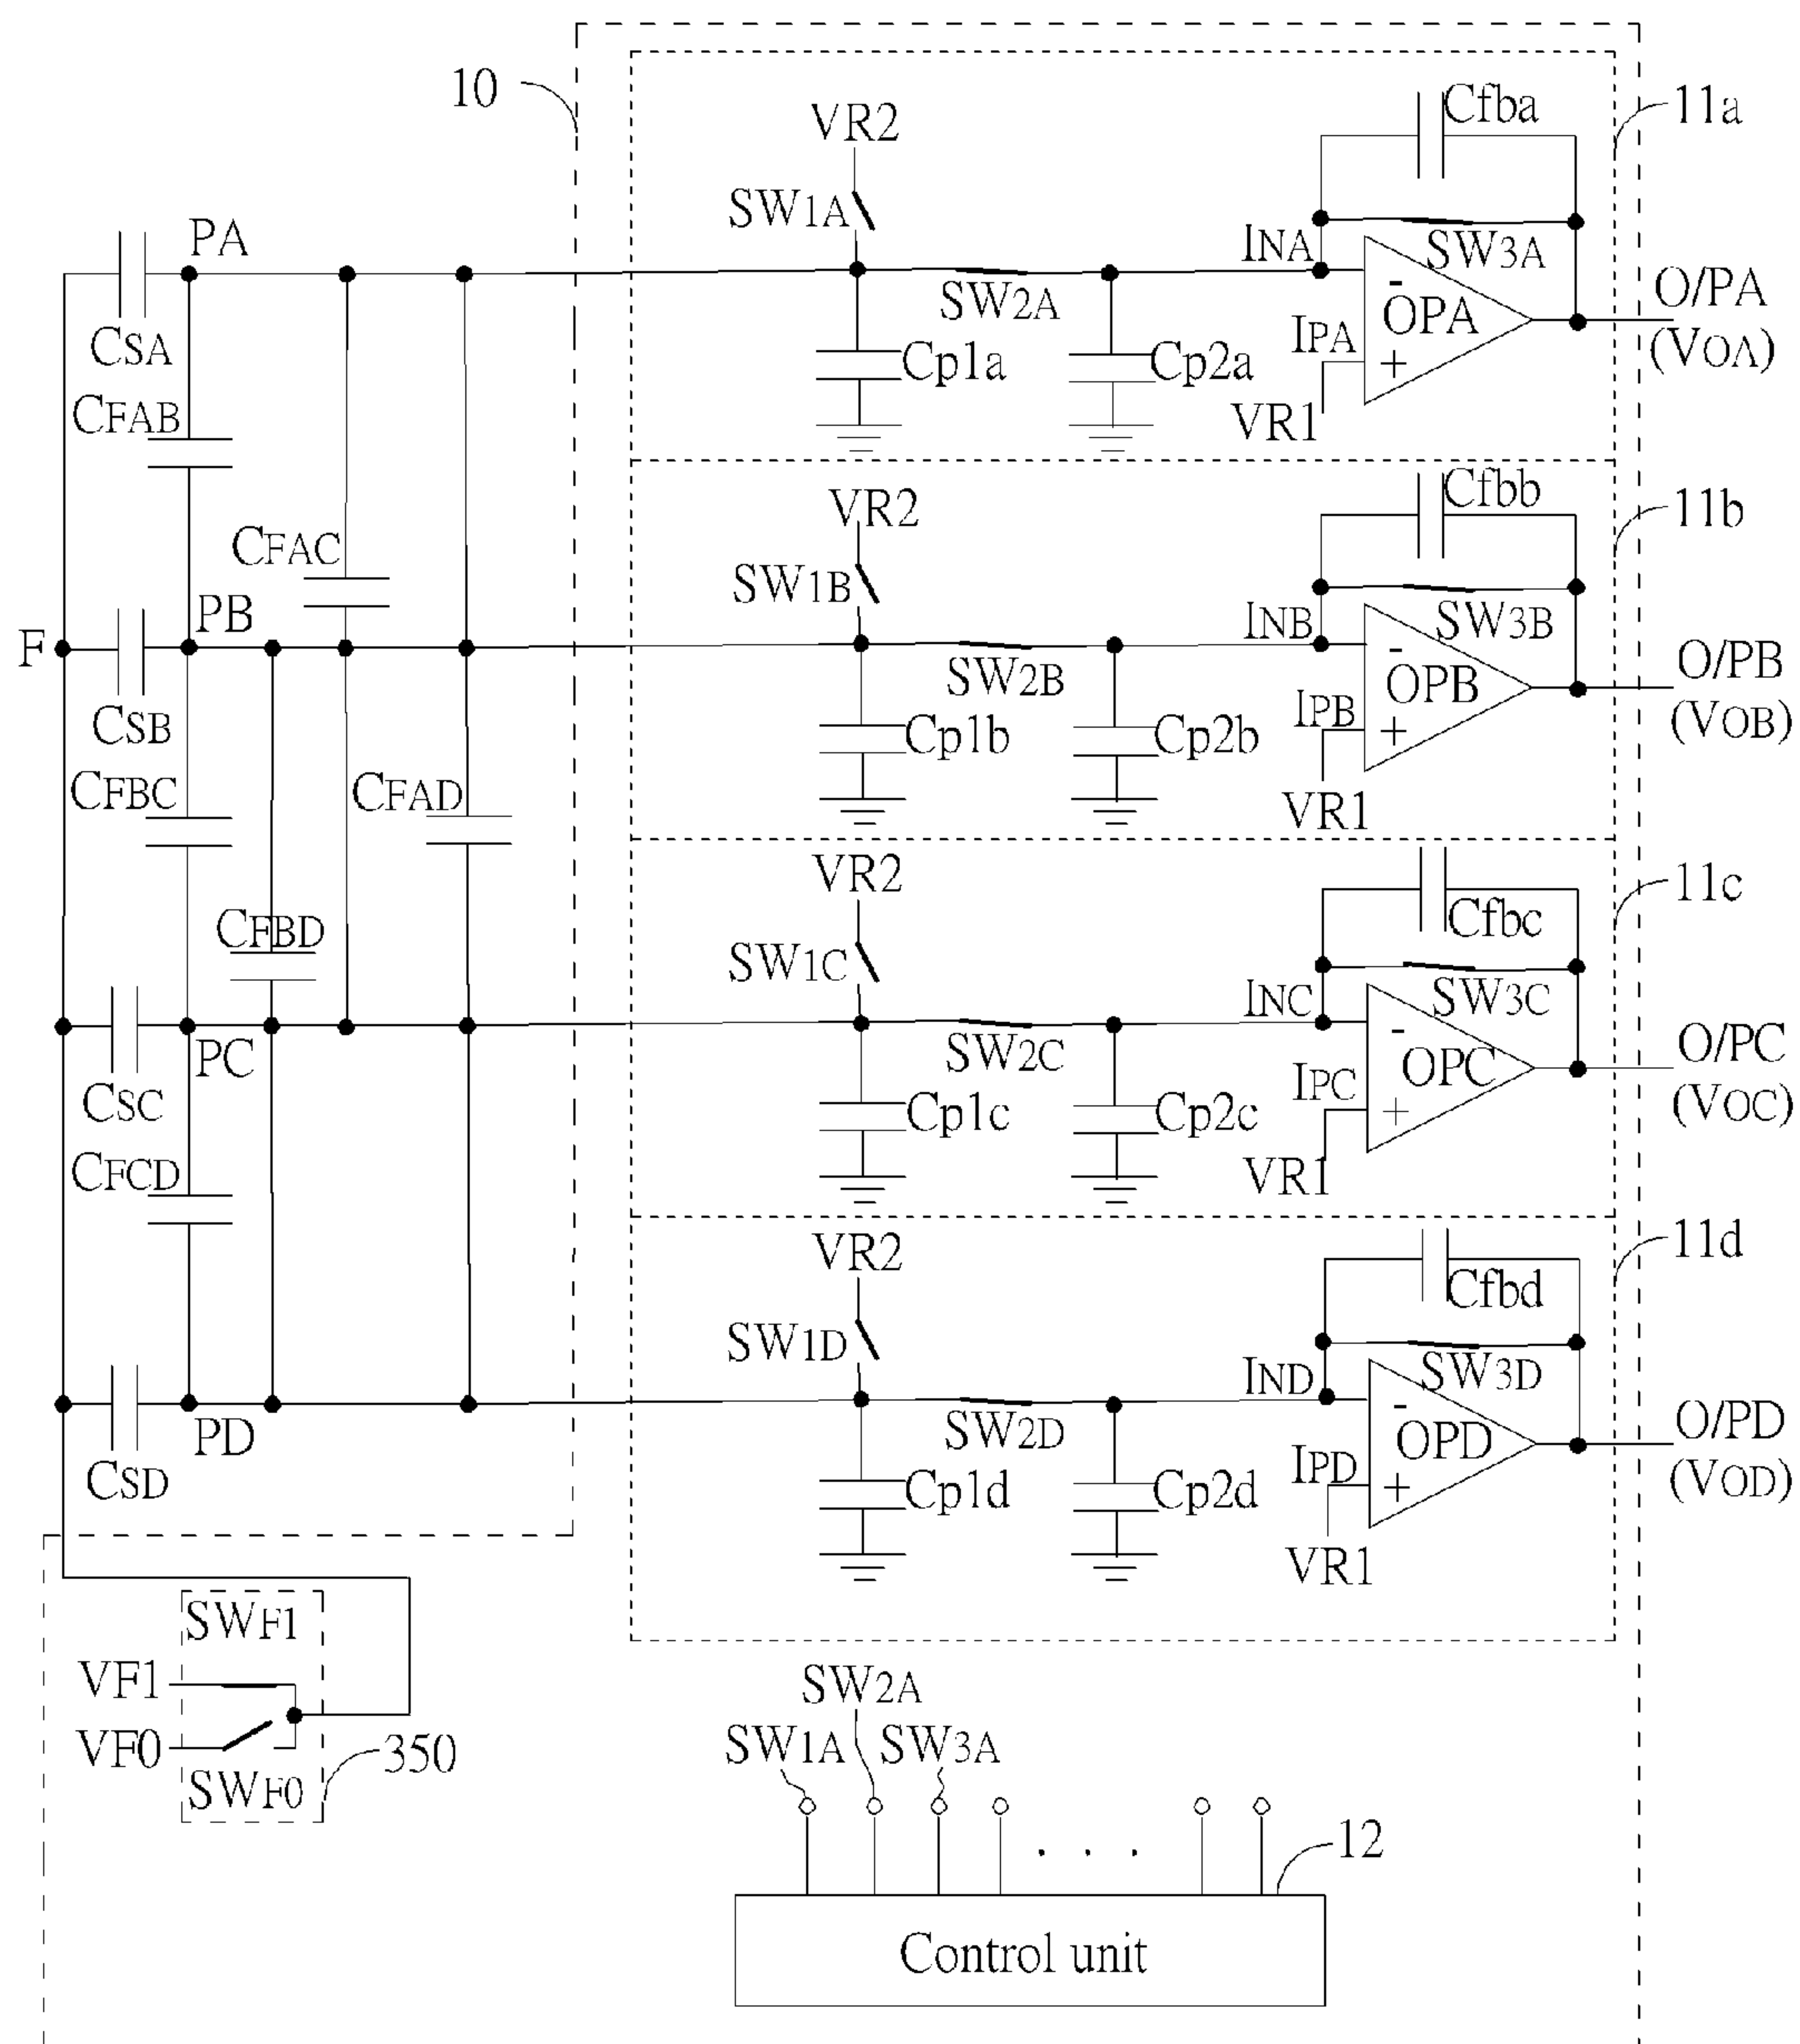 10
VR2
Cfba
11a
SW1A
PA
INA
SW3A
CSA
SW2A
OPA
-
+
IPA
O/PA
(VOA)
Cp1a
Cp2a
VR1
CFAB
CFAC
VR2
Cfbb
11b
SW1B
PB
F
INB
SW3B
CSB
SW2B
OPB
-
+
IPB
O/PB
(VOB)
Cp1b
Cp2b
VR1
CFBC
CFAD
VR2
Cfbc
11c
CFBD
SW1C
INC
SW3C
PC
SW2C
OPC
-
+
IPC
O/PC
(VOC)
CSC
Cp1c
Cp2c
VR1
CFCD
VR2
Cfbd
11d
SW1D
IND
SW3D
PD
SW2D
OPD
-
+
IPD
O/PD
(VOD)
CSD
Cp1d
Cp2d
VR1
SWF1
VF1
VF0
SWF0
350
SW2A
SW1A
SW3A
. . .
12
Control unit